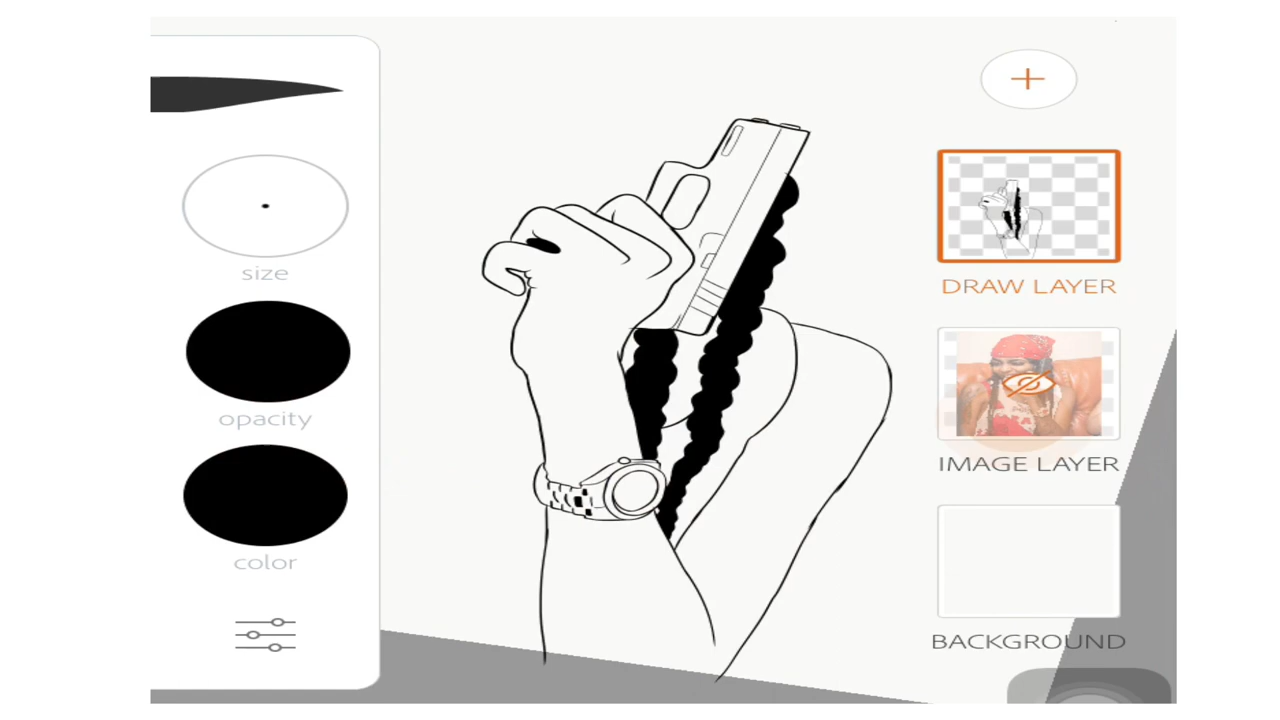 size
opacity
color
DRAW LAYER
IMAGE LAYER
BACKGROUND